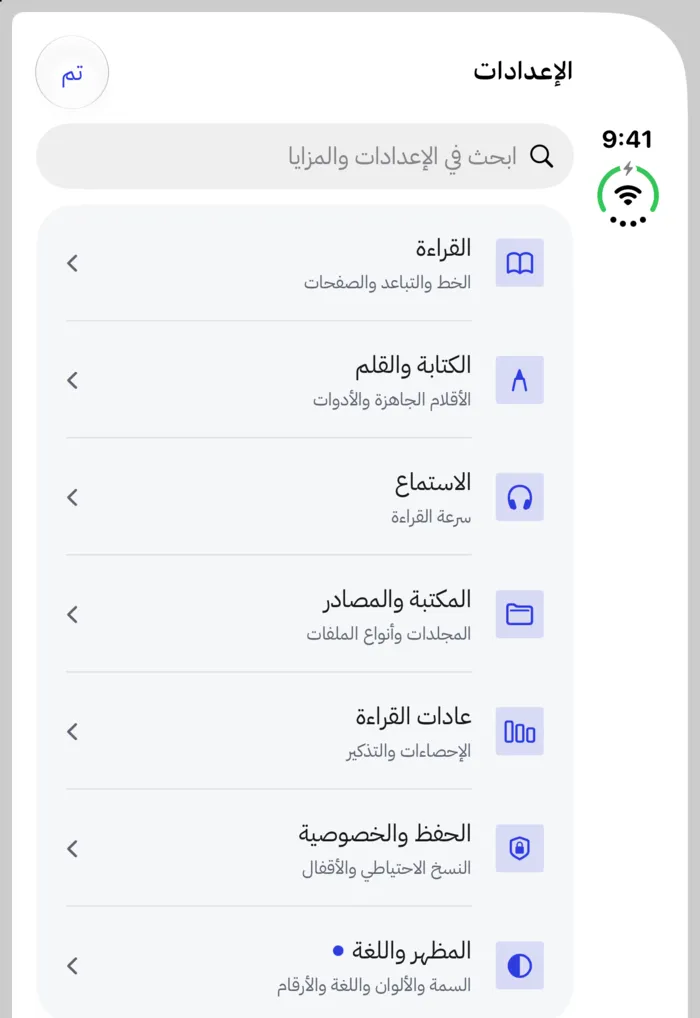 الإعدادات
تم
9:41
ابحث في الإعدادات والمزايا
القراءة
الخط والتباعد والصفحات
الكتابة والقلم
الأقلام الجاهزة والأدوات
الاستماع
سرعة القراءة
المكتبة والمصادر
المجلدات وأنواع الملفات
عادات القراءة
الإحصاءات والتذكير
الحفظ والخصوصية
النسخ الاحتياطي والأقفال
المظهر واللغة
السمة والألوان واللغة والأرقام